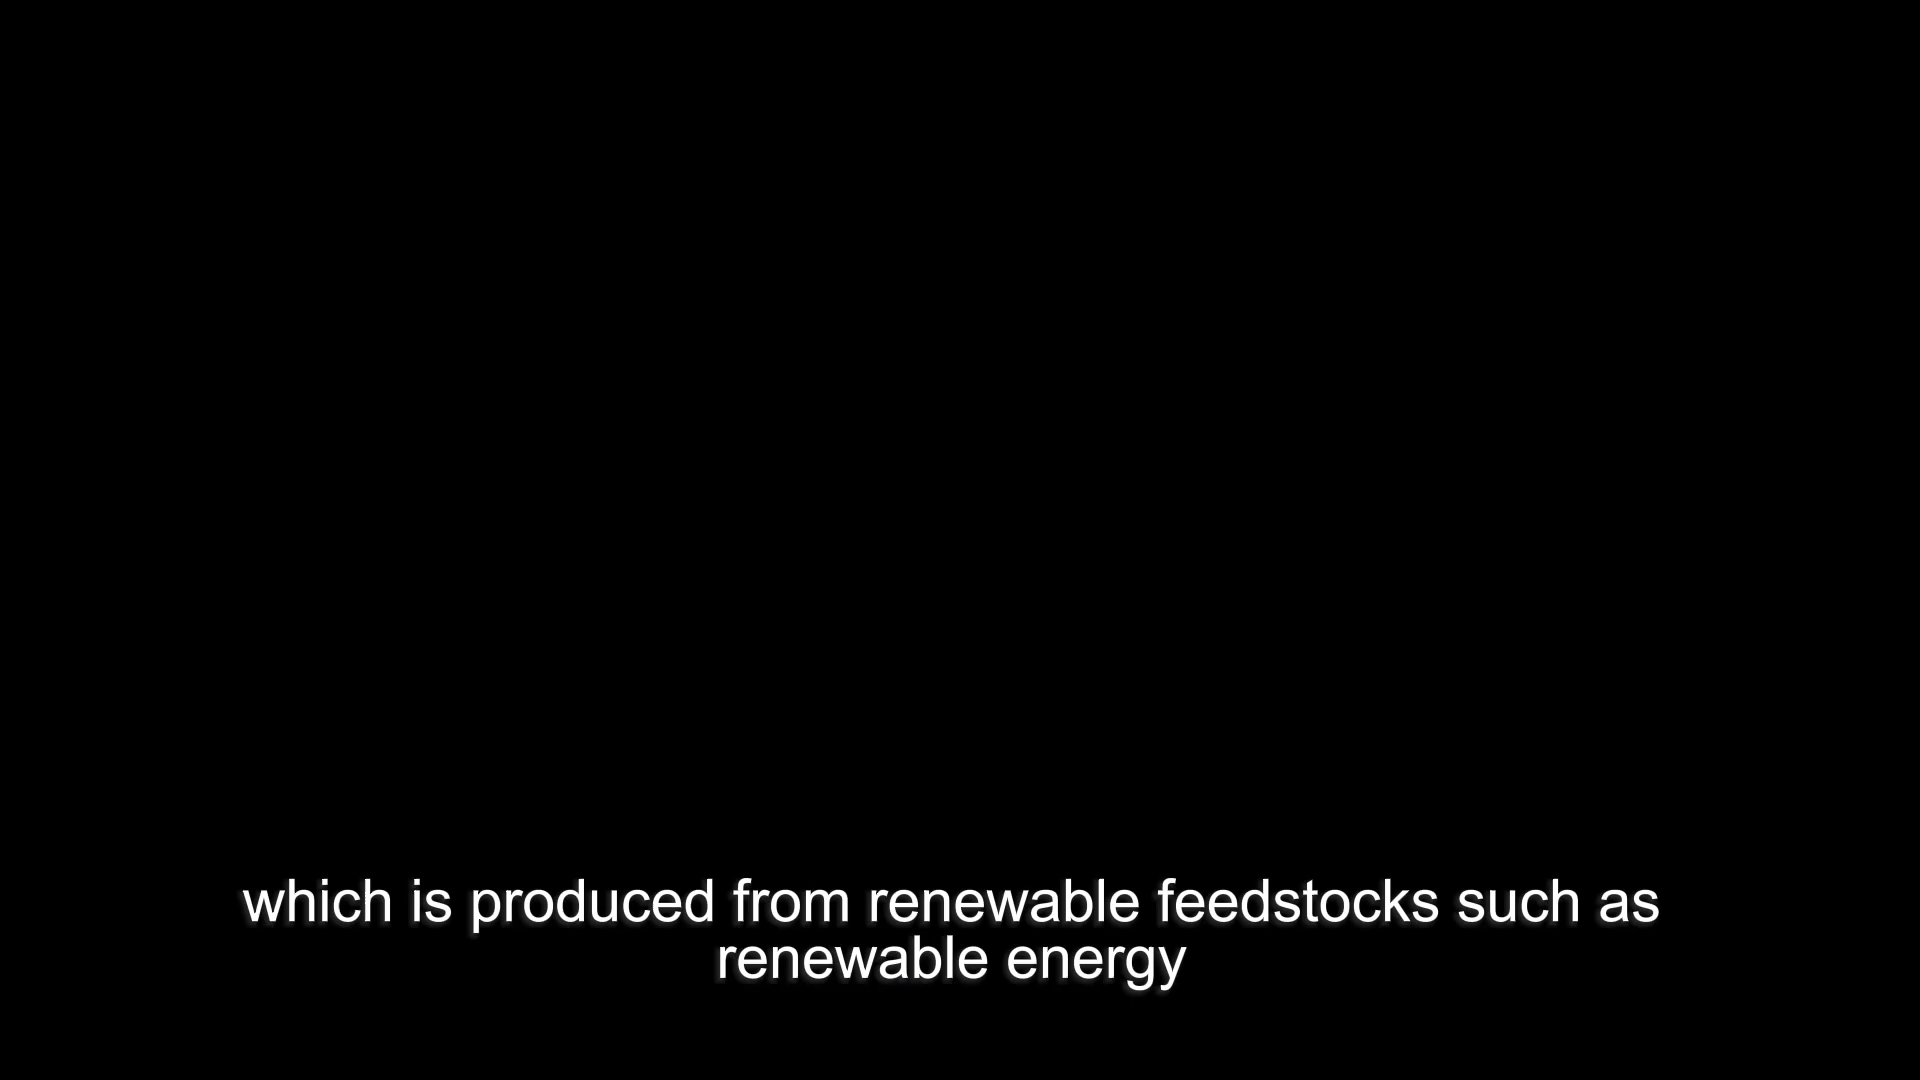 which is produced from renewable feedstocks such as
renewable energy